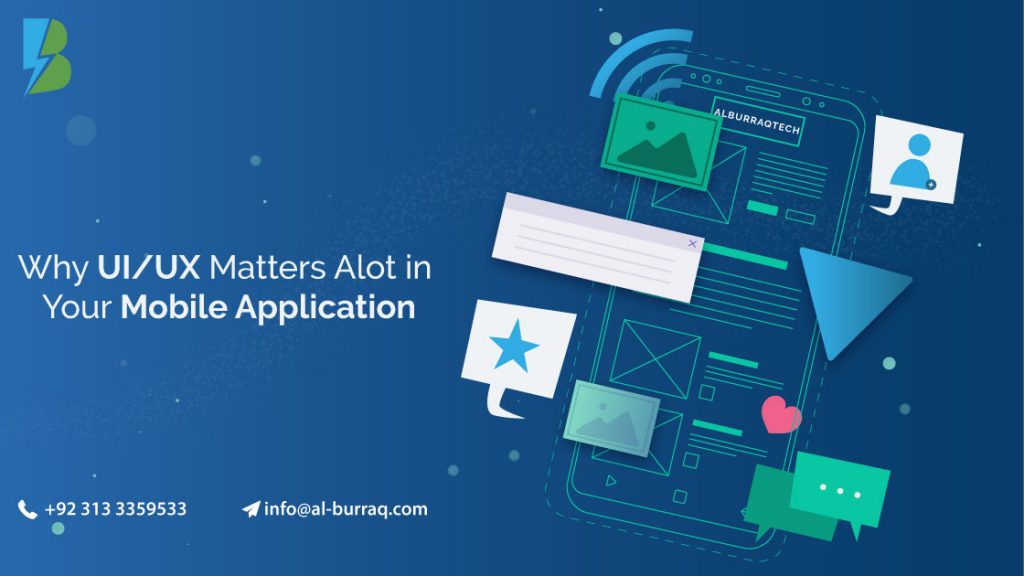 ALBURRAQTECH
Why UI/UX Matters Alot in
Your Mobile Application
+92 313 3359533
info@al-burraq.com